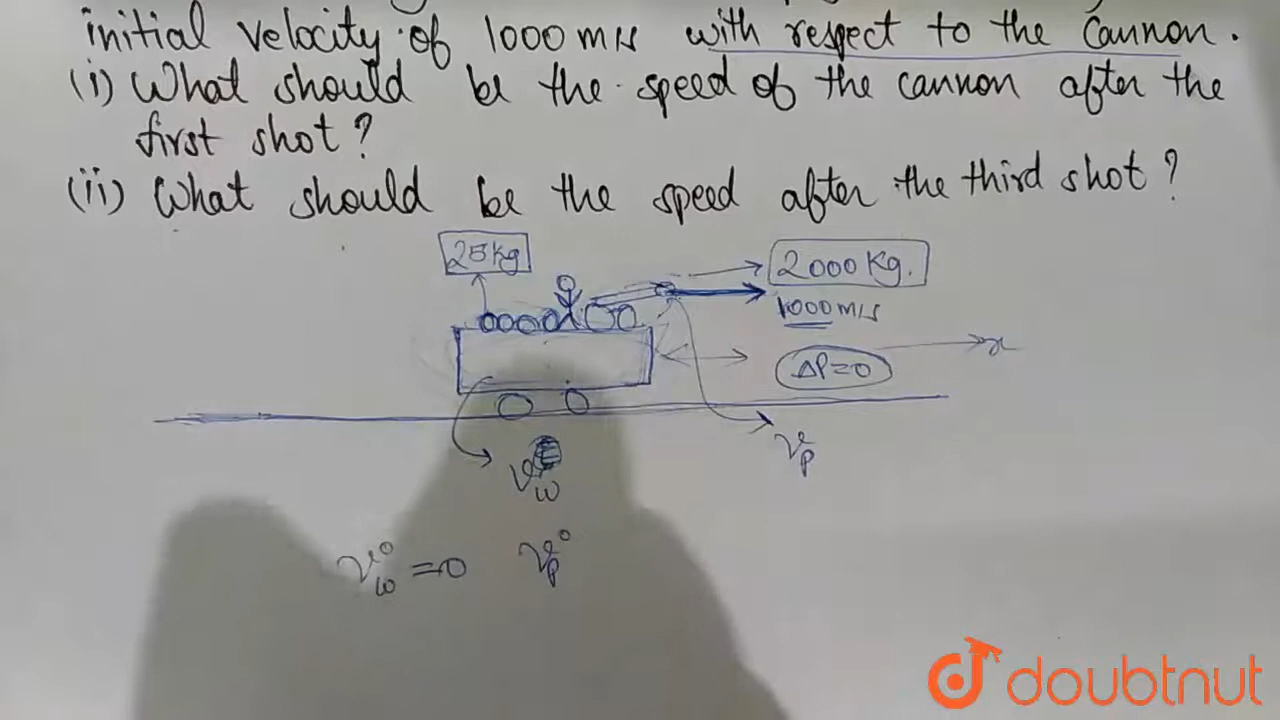 initial velocity of 1000 m/s with respect to the cannon.
(i) What should be the speed of the cannon after the
first shot?
(ii) What should be the speed after the third shot?
25kg
2000 Kg.
1000 m/s
ΔP=0
x
v_p
v_w
v_w^0 = 0 v_p^0
doubtnut